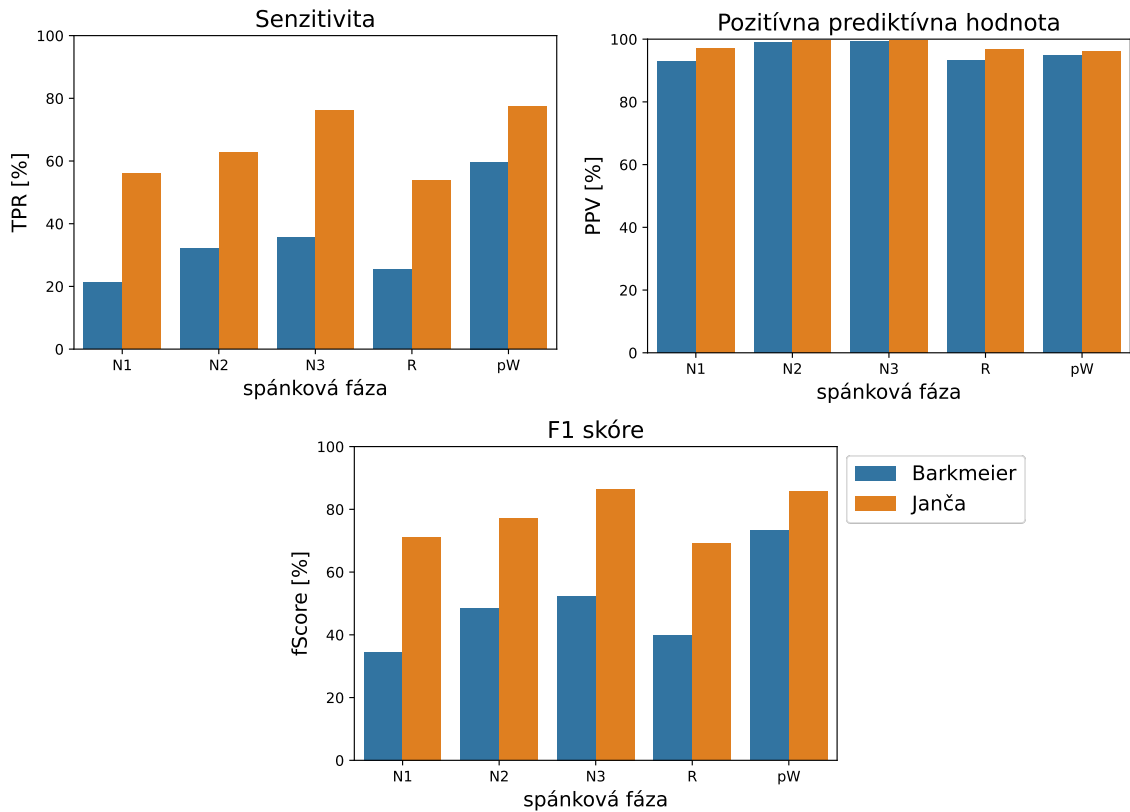 Senzitivita
100
80
60
40
20
0
TPR [%]
N1 N2 N3 R pW
spánková fáza
Pozitívna prediktívna hodnota
100
80
60
40
20
0
PPV [%]
N1 N2 N3 R pW
spánková fáza
F1 skóre
100
80
60
40
20
0
fScore [%]
N1 N2 N3 R pW
spánková fáza
Barkmeier
Janča